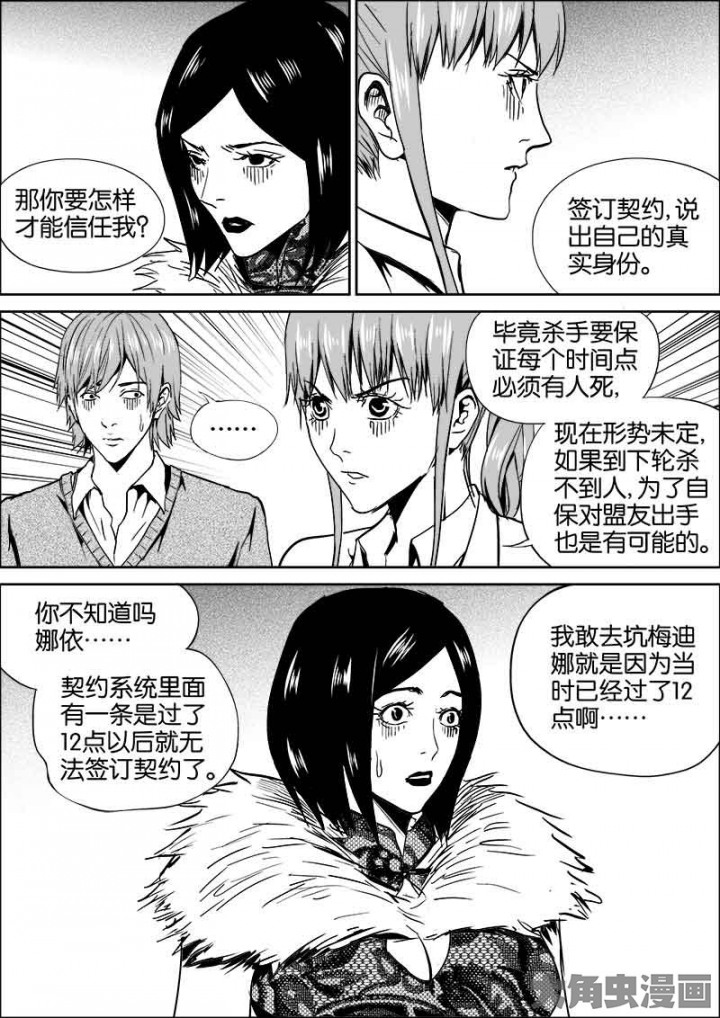 那你要怎样
才能信任我？
签订契约，说
出自己的真
实身份。
……
毕竟杀手要保
证每个时间点
必须有人死，
现在形势未定，
如果到下轮杀
不到人，为了自
保对盟友出手
也是有可能的。
你不知道吗
娜依……
契约系统里面
有一条是过了
12点以后就无
法签订契约了。
我敢去坑梅迪
娜就是因为当
时已经过了12
点啊……
角虫漫画